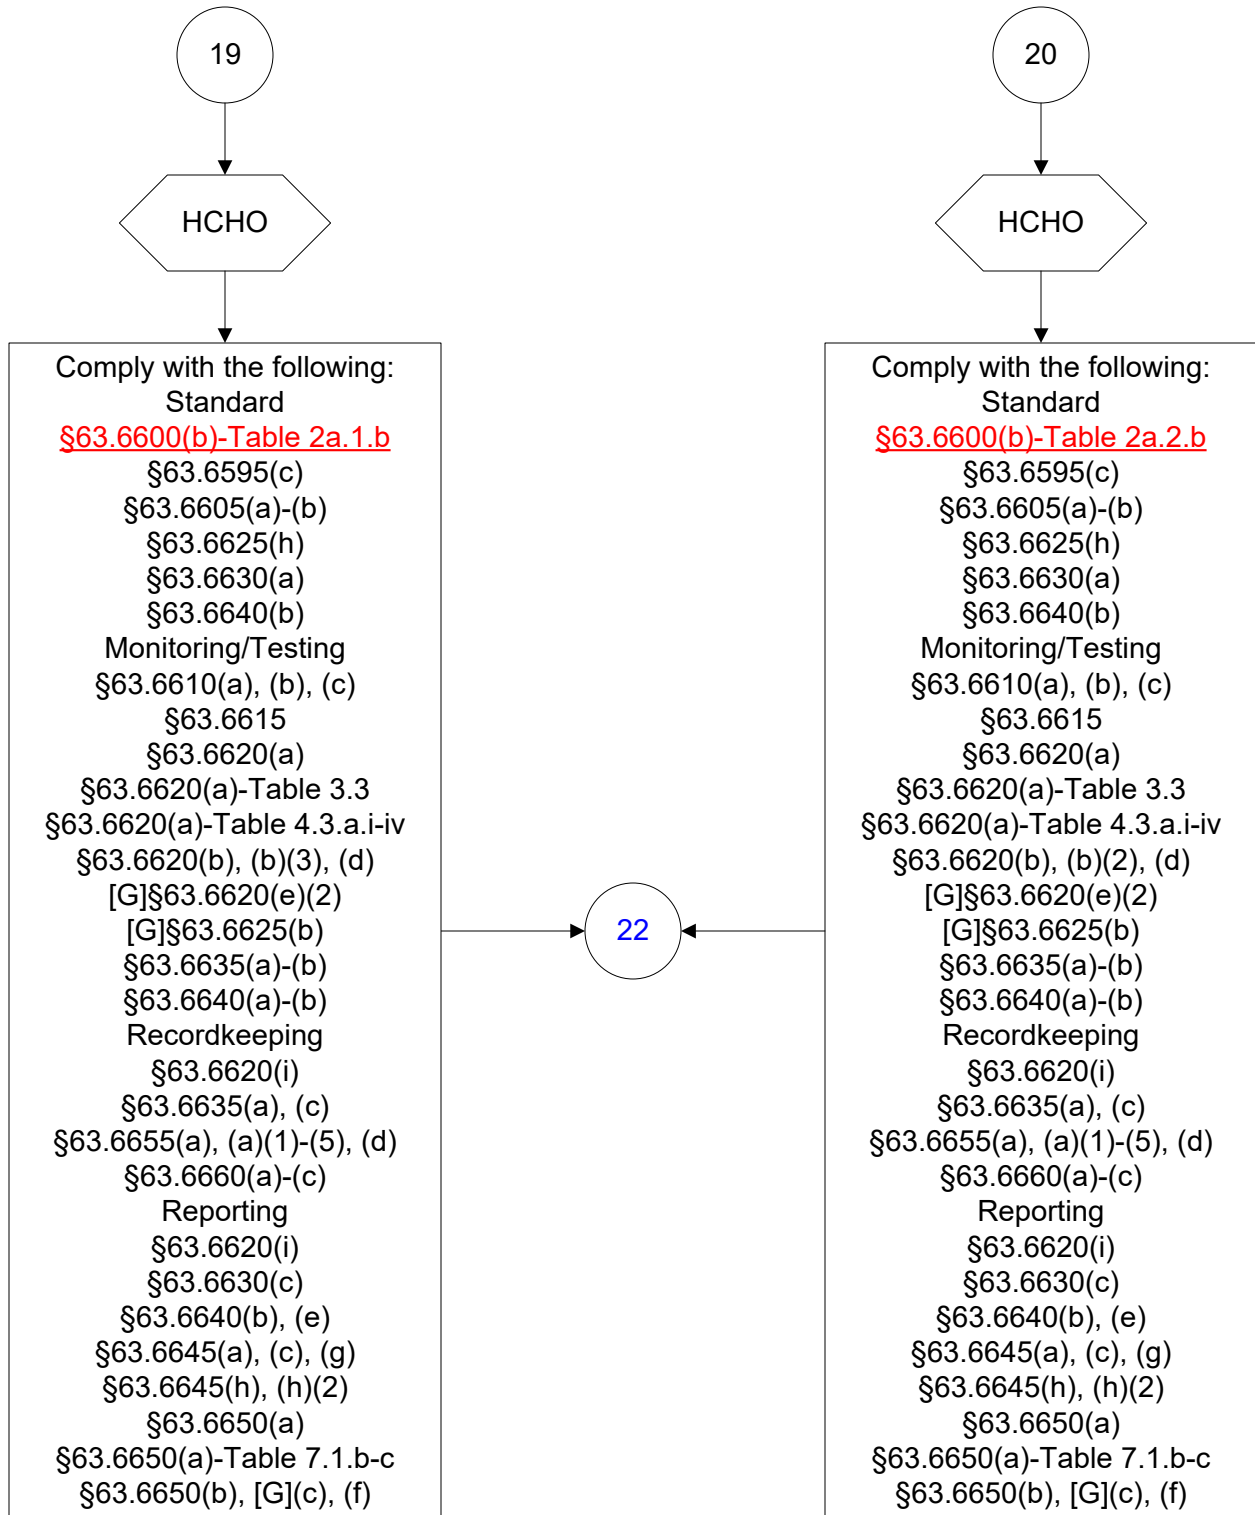 19
HCHO
Comply with the following:
Standard
§63.6600(b)-Table 2a.1.b
§63.6595(c)
§63.6605(a)-(b)
§63.6625(h)
§63.6630(a)
§63.6640(b)
Monitoring/Testing
§63.6610(a), (b), (c)
§63.6615
§63.6620(a)
§63.6620(a)-Table 3.3
§63.6620(a)-Table 4.3.a.i-iv
§63.6620(b), (b)(3), (d)
[G]§63.6620(e)(2)
[G]§63.6625(b)
§63.6635(a)-(b)
§63.6640(a)-(b)
Recordkeeping
§63.6620(i)
§63.6635(a), (c)
§63.6655(a), (a)(1)-(5), (d)
§63.6660(a)-(c)
Reporting
§63.6620(i)
§63.6630(c)
§63.6640(b), (e)
§63.6645(a), (c), (g)
§63.6645(h), (h)(2)
§63.6650(a)
§63.6650(a)-Table 7.1.b-c
§63.6650(b), [G](c), (f)
22
20
HCHO
Comply with the following:
Standard
§63.6600(b)-Table 2a.2.b
§63.6595(c)
§63.6605(a)-(b)
§63.6625(h)
§63.6630(a)
§63.6640(b)
Monitoring/Testing
§63.6610(a), (b), (c)
§63.6615
§63.6620(a)
§63.6620(a)-Table 3.3
§63.6620(a)-Table 4.3.a.i-iv
§63.6620(b), (b)(2), (d)
[G]§63.6620(e)(2)
[G]§63.6625(b)
§63.6635(a)-(b)
§63.6640(a)-(b)
Recordkeeping
§63.6620(i)
§63.6635(a), (c)
§63.6655(a), (a)(1)-(5), (d)
§63.6660(a)-(c)
Reporting
§63.6620(i)
§63.6630(c)
§63.6640(b), (e)
§63.6645(a), (c), (g)
§63.6645(h), (h)(2)
§63.6650(a)
§63.6650(a)-Table 7.1.b-c
§63.6650(b), [G](c), (f)